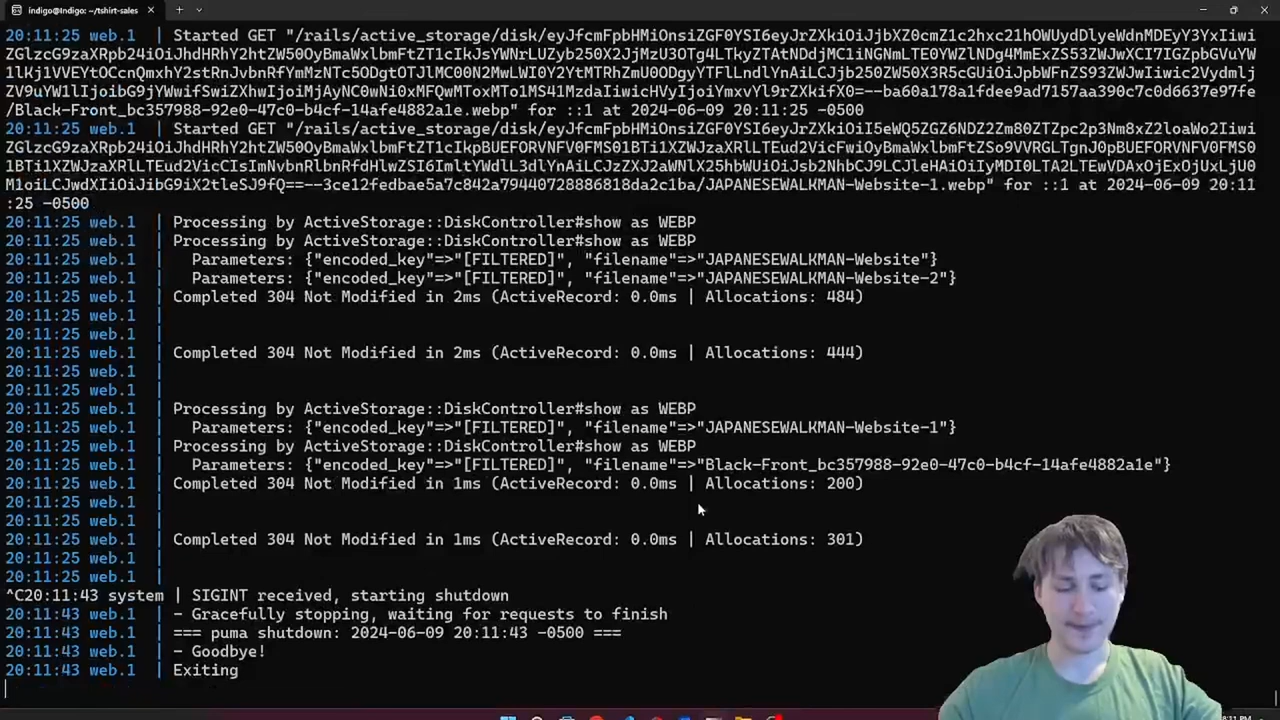 indigo@Indigo: ~/tshirt-sales
20:11:25 web.1 | Started GET "/rails/active_storage/disk/
/Black-Front_bc357988-92e0-47c0-b4cf-14afe4882a1e.webp" for ::1 at 2024-06-09 20:11:25 -0500
20:11:25 web.1 | Started GET "/rails/active_storage/disk/
/JAPANESEWALKMAN-Website-1.webp" for ::1 at 2024-06-09 20:11
:25 -0500
20:11:25 web.1 | Processing by ActiveStorage::DiskController#show as WEBP
20:11:25 web.1 | Processing by ActiveStorage::DiskController#show as WEBP
20:11:25 web.1 | Parameters: {"encoded_key"=>"[FILTERED]", "filename"=>"JAPANESEWALKMAN-Website"}
20:11:25 web.1 | Parameters: {"encoded_key"=>"[FILTERED]", "filename"=>"JAPANESEWALKMAN-Website-2"}
20:11:25 web.1 | Completed 304 Not Modified in 2ms (ActiveRecord: 0.0ms | Allocations: 484)
20:11:25 web.1 |
20:11:25 web.1 |
20:11:25 web.1 | Completed 304 Not Modified in 2ms (ActiveRecord: 0.0ms | Allocations: 444)
20:11:25 web.1 |
20:11:25 web.1 |
20:11:25 web.1 | Processing by ActiveStorage::DiskController#show as WEBP
20:11:25 web.1 | Parameters: {"encoded_key"=>"[FILTERED]", "filename"=>"JAPANESEWALKMAN-Website-1"}
20:11:25 web.1 | Processing by ActiveStorage::DiskController#show as WEBP
20:11:25 web.1 | Parameters: {"encoded_key"=>"[FILTERED]", "filename"=>"Black-Front_bc357988-92e0-47c0-b4cf-14afe4882a1e"}
20:11:25 web.1 | Completed 304 Not Modified in 1ms (ActiveRecord: 0.0ms | Allocations: 200)
20:11:25 web.1 |
20:11:25 web.1 |
20:11:25 web.1 | Completed 304 Not Modified in 1ms (ActiveRecord: 0.0ms | Allocations: 301)
20:11:25 web.1 |
20:11:25 web.1 |
^C20:11:43 system | SIGINT received, starting shutdown
20:11:43 web.1 | - Gracefully stopping, waiting for requests to finish
20:11:43 web.1 | === puma shutdown: 2024-06-09 20:11:43 -0500 ===
20:11:43 web.1 | - Goodbye!
20:11:43 web.1 | Exiting